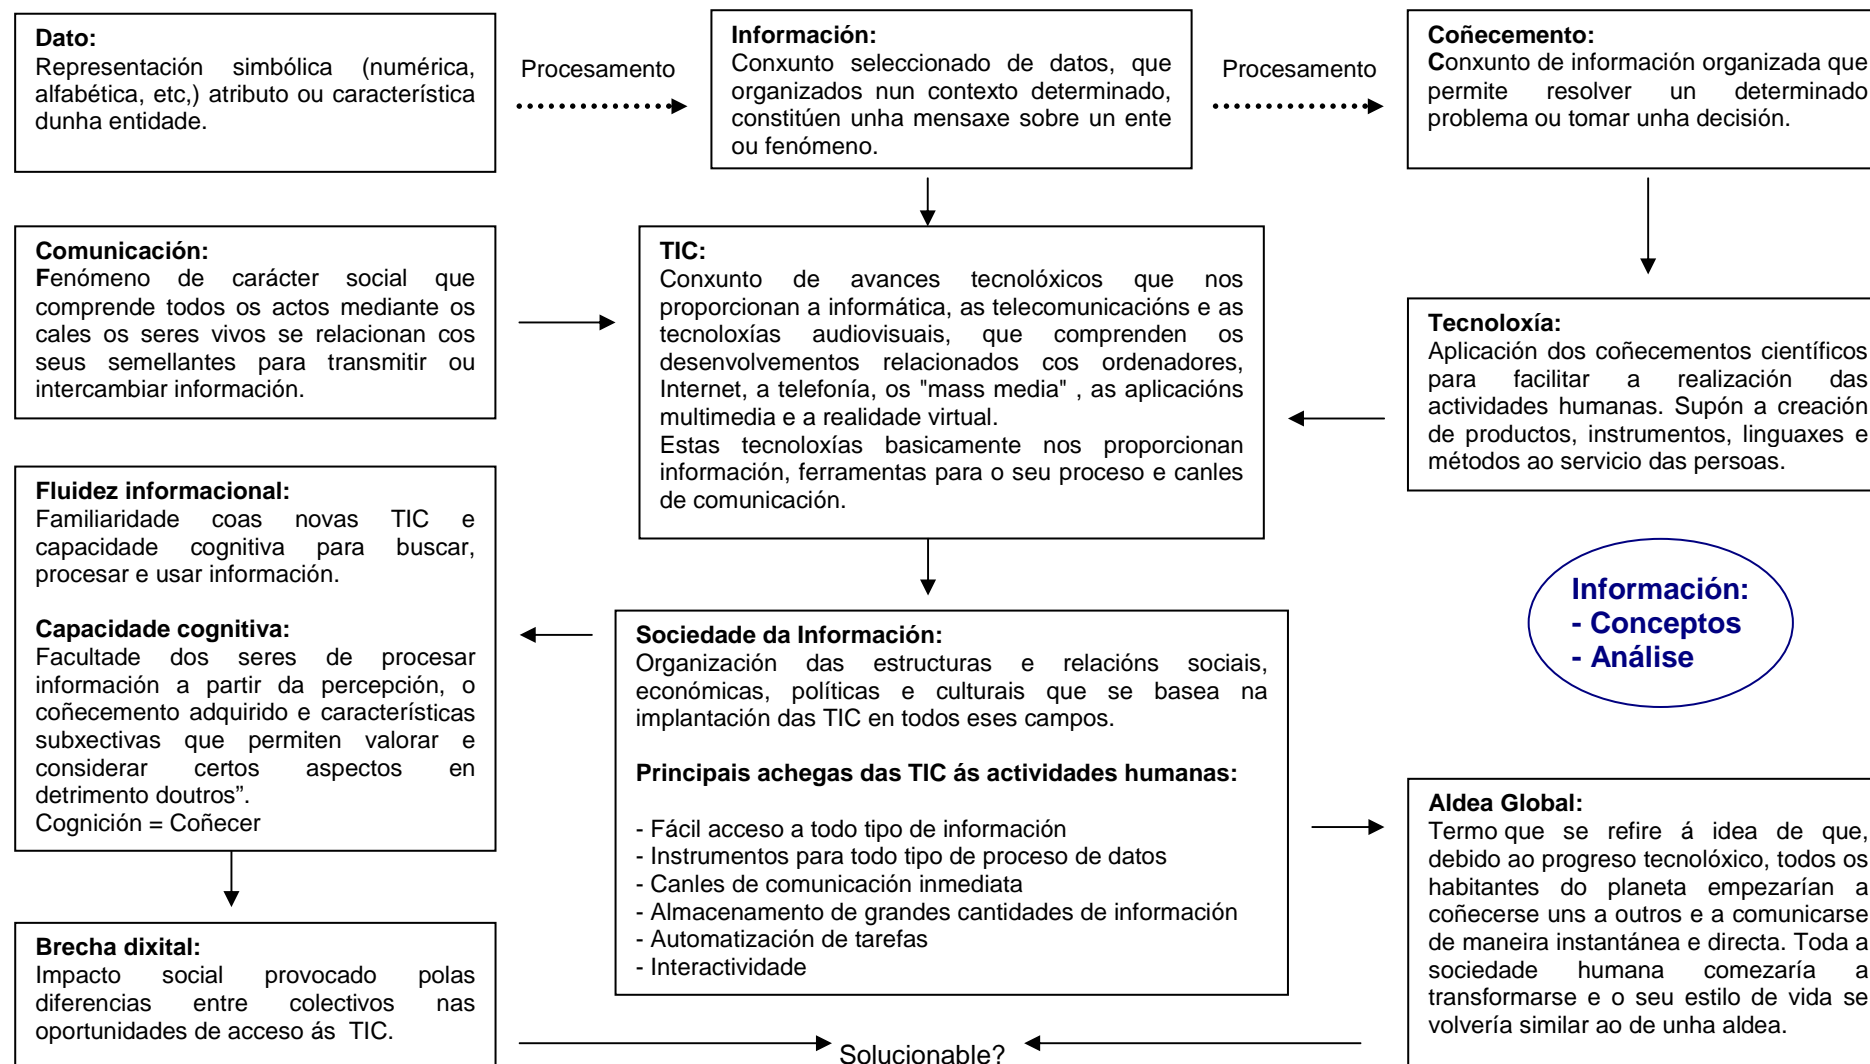 Dato:
Representación simbólica (numérica,
alfabética, etc,) atributo ou característica
dunha entidade.
Procesamento
Información:
Conxunto seleccionado de datos, que
organizados nun contexto determinado,
constitúen unha mensaxe sobre un ente
ou fenómeno.
Procesamento
Coñecemento:
Conxunto de información organizada que
permite resolver un determinado
problema ou tomar unha decisión.
Comunicación:
Fenómeno de carácter social que
comprende todos os actos mediante os
cales os seres vivos se relacionan cos
seus semellantes para transmitir ou
intercambiar información.
TIC:
Conxunto de avances tecnolóxicos que nos
proporcionan a informática, as telecomunicacións e as
tecnoloxías audiovisuais, que comprenden os
desenvolvementos relacionados cos ordenadores,
Internet, a telefonía, os "mass media" , as aplicacións
multimedia e a realidade virtual.
Estas tecnoloxías basicamente nos proporcionan
información, ferramentas para o seu proceso e canles
de comunicación.
Tecnoloxía:
Aplicación dos coñecementos científicos
para facilitar a realización das
actividades humanas. Supón a creación
de productos, instrumentos, linguaxes e
métodos ao servicio das persoas.
Fluidez informacional:
Familiaridade coas novas TIC e
capacidade cognitiva para buscar,
procesar e usar información.
Capacidade cognitiva:
Facultade dos seres de procesar
información a partir da percepción, o
coñecemento adquirido e características
subxectivas que permiten valorar e
considerar certos aspectos en
detrimento doutros”.
Cognición = Coñecer
Sociedade da Información:
Organización das estructuras e relacións sociais,
económicas, políticas e culturais que se basea na
implantación das TIC en todos eses campos.
Principais achegas das TIC ás actividades humanas:
- Fácil acceso a todo tipo de información
- Instrumentos para todo tipo de proceso de datos
- Canles de comunicación inmediata
- Almacenamento de grandes cantidades de información
- Automatización de tarefas
- Interactividade
Información:
- Conceptos
- Análise
Aldea Global:
Termo que se refire á idea de que,
debido ao progreso tecnolóxico, todos os
habitantes do planeta empezarían a
coñecerse uns a outros e a comunicarse
de maneira instantánea e directa. Toda a
sociedade humana comezaría a
transformarse e o seu estilo de vida se
volvería similar ao de unha aldea.
Brecha dixital:
Impacto social provocado polas
diferencias entre colectivos nas
oportunidades de acceso ás TIC.
Solucionable?